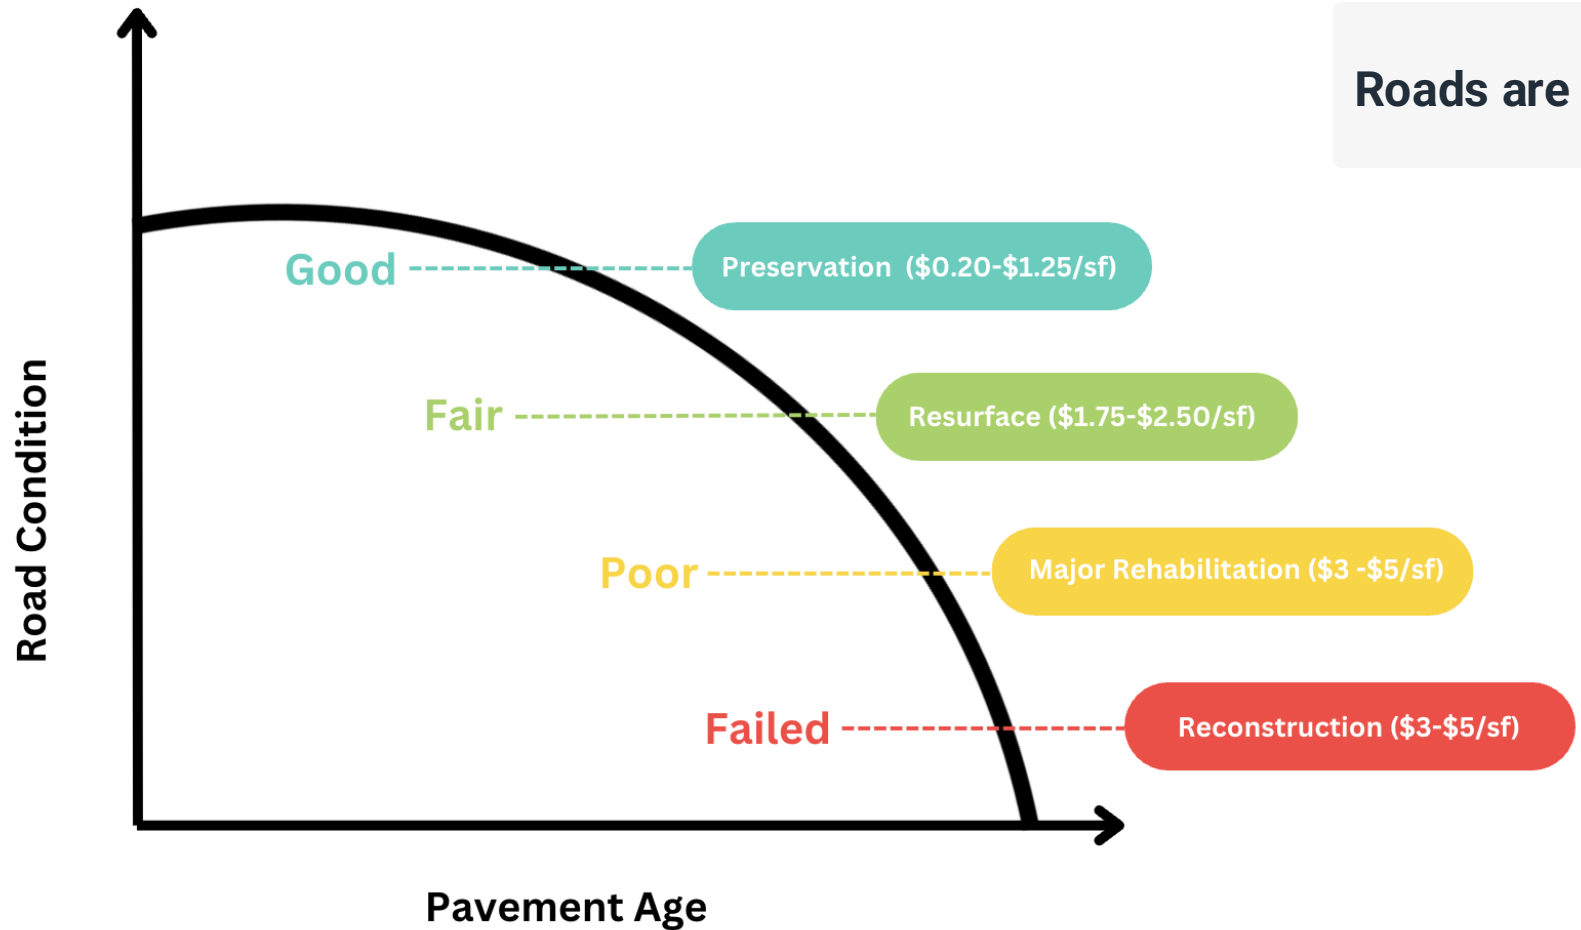 Roads are
Good
Preservation  ($0.20-$1.25/sf)
Fair
Resurface ($1.75-$2.50/sf)
Poor
Major Rehabilitation ($3 -$5/sf)
Failed
Reconstruction ($3-$5/sf)
Road Condition
Pavement Age